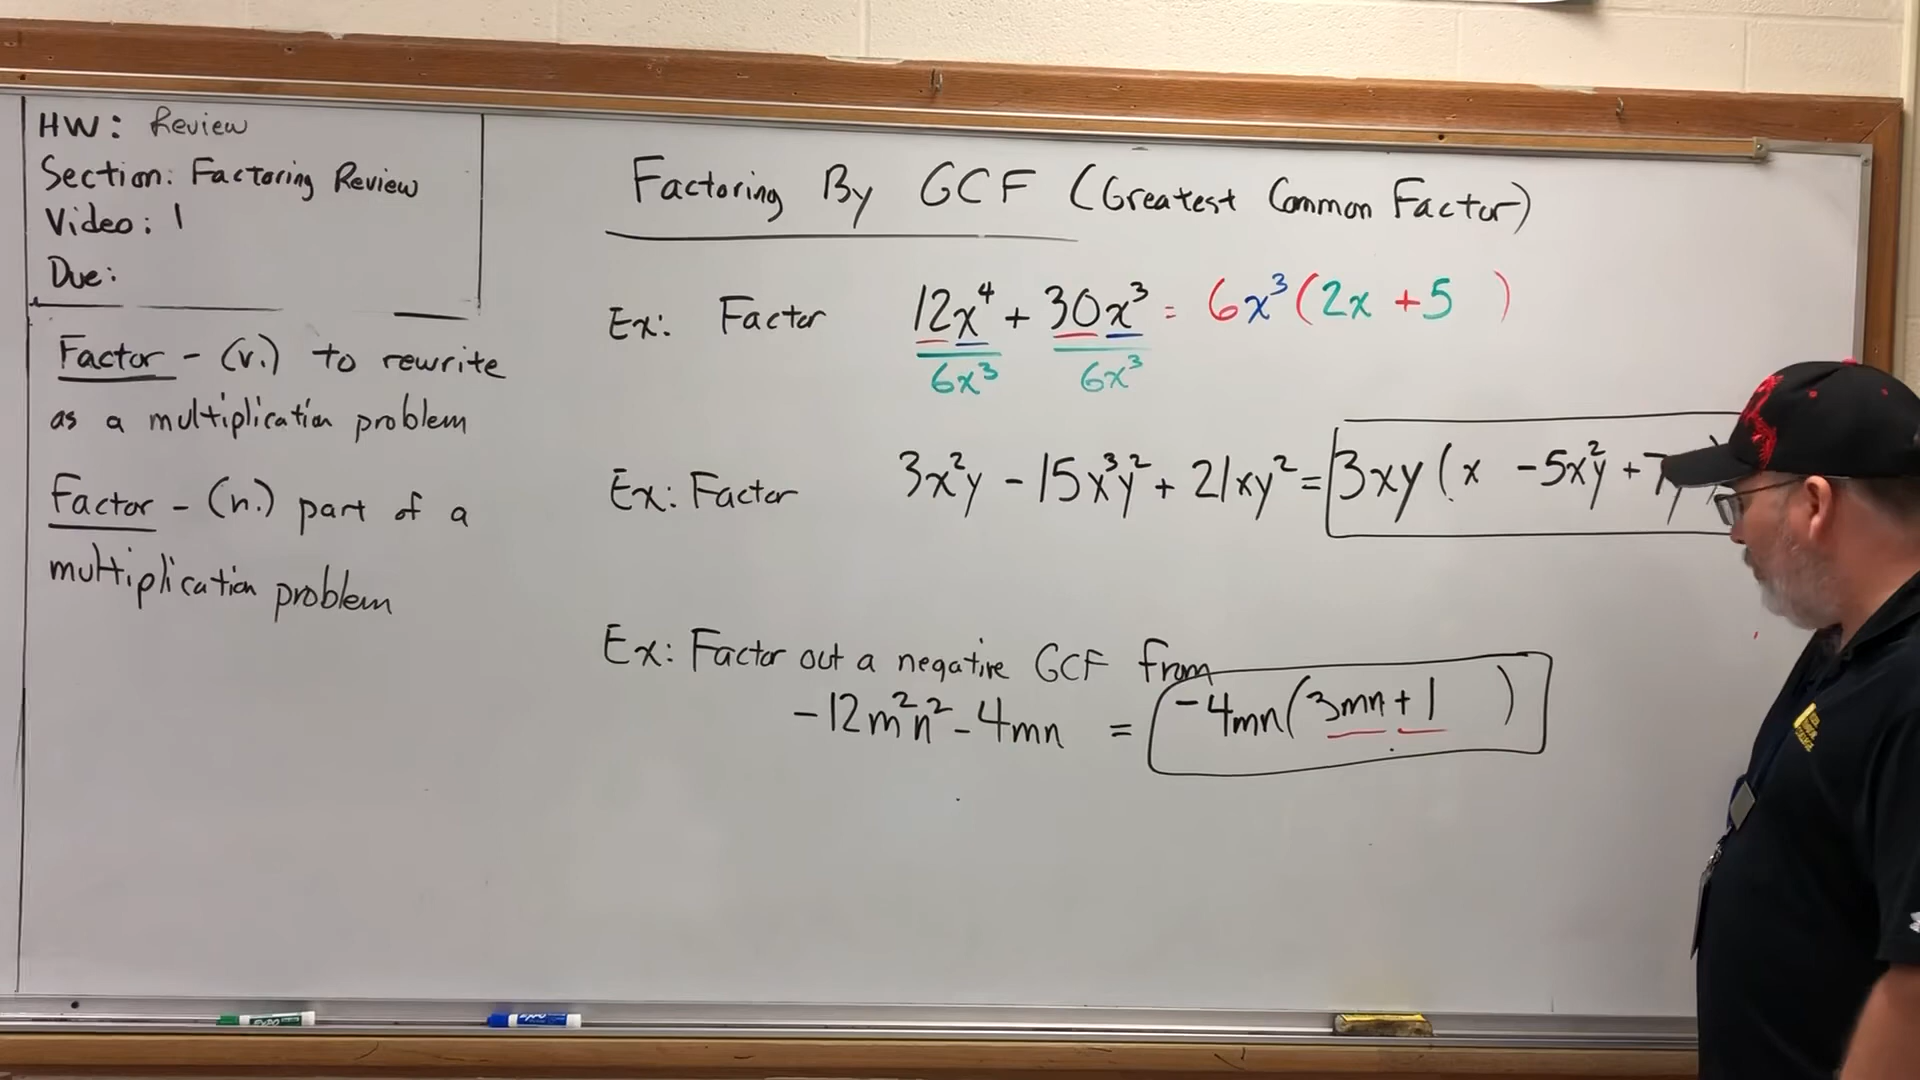 HW: Review
Section: Factoring Review
Video: 1
Due:
Factor - (v.) to rewrite
as a multiplication problem
Factor - (n.) part of a
multiplication problem
Factoring By GCF (Greatest Common Factor)
Ex: Factor 12x⁴ + 30x³ = 6x³(2x + 5 )
6x³ 6x³
Ex: Factor 3x²y - 15x³y² + 21xy² = 3xy(x - 5x²y + 7y)
Ex: Factor out a negative GCF from
-12m²n² - 4mn = -4mn(3mn + 1 )
EXPO
EXPO